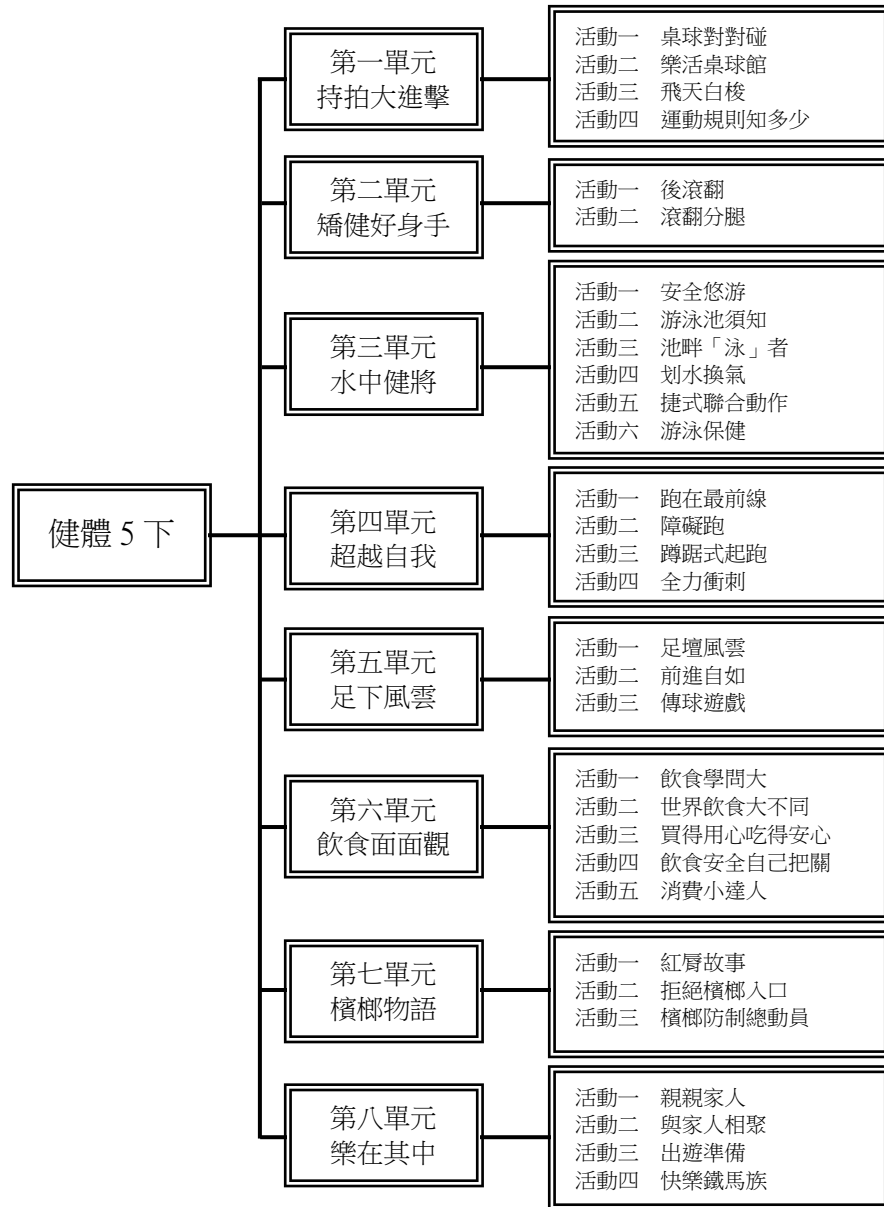 健體 5 下
第一單元
持拍大進擊
活動一　桌球對對碰
活動二　樂活桌球館
活動三　飛天白梭
活動四　運動規則知多少
第二單元
矯健好身手
活動一　後滾翻
活動二　滾翻分腿
第三單元
水中健將
活動一　安全悠游
活動二　游泳池須知
活動三　池畔「泳」者
活動四　划水換氣
活動五　捷式聯合動作
活動六　游泳保健
第四單元
超越自我
活動一　跑在最前線
活動二　障礙跑
活動三　蹲踞式起跑
活動四　全力衝刺
第五單元
足下風雲
活動一　足壇風雲
活動二　前進自如
活動三　傳球遊戲
第六單元
飲食面面觀
活動一　飲食學問大
活動二　世界飲食大不同
活動三　買得用心吃得安心
活動四　飲食安全自己把關
活動五　消費小達人
第七單元
檳榔物語
活動一　紅脣故事
活動二　拒絕檳榔入口
活動三　檳榔防制總動員
第八單元
樂在其中
活動一　親親家人
活動二　與家人相聚
活動三　出遊準備
活動四　快樂鐵馬族